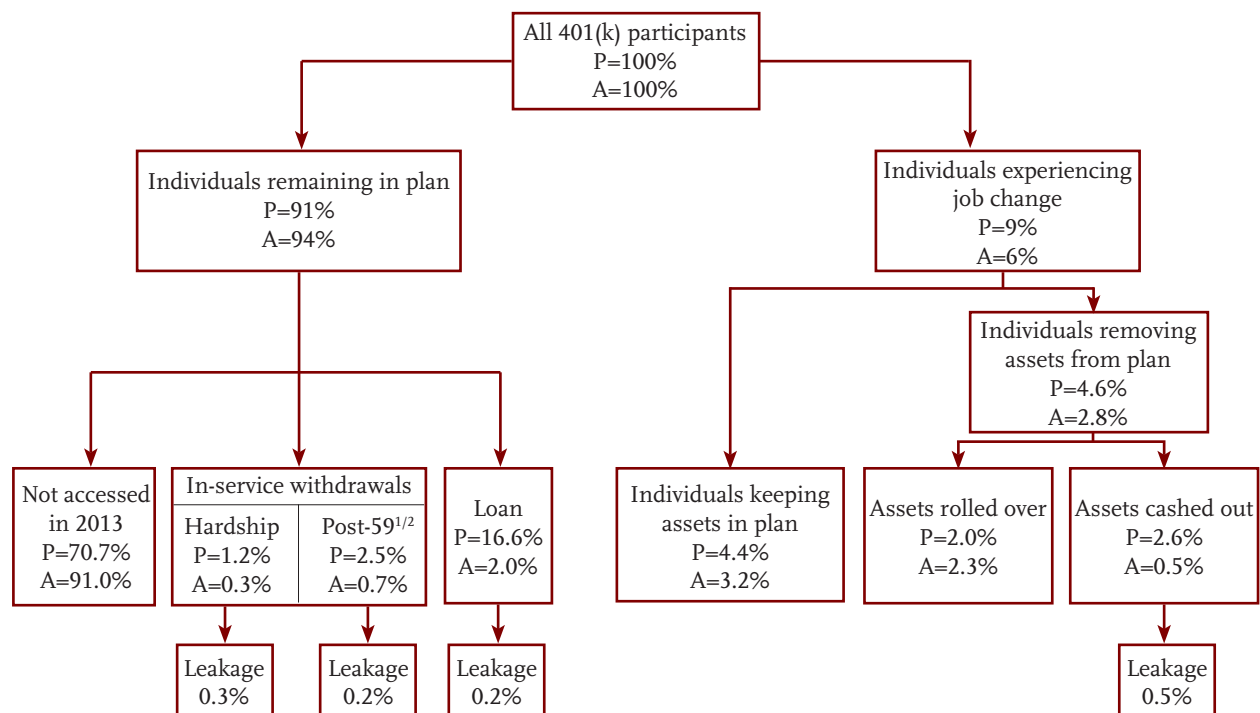 All 401(k) participants
P=100%
A=100%
Individuals remaining in plan
P=91%
A=94%
Individuals experiencing
job change
P=9%
A=6%
Individuals removing
assets from plan
P=4.6%
A=2.8%
Not accessed
in 2013
P=70.7%
A=91.0%
In-service withdrawals
Hardship
P=1.2%
A=0.3%
Post-59¹/²
P=2.5%
A=0.7%
Loan
P=16.6%
A=2.0%
Individuals keeping
assets in plan
P=4.4%
A=3.2%
Assets rolled over
P=2.0%
A=2.3%
Assets cashed out
P=2.6%
A=0.5%
Leakage
0.3%
Leakage
0.2%
Leakage
0.2%
Leakage
0.5%